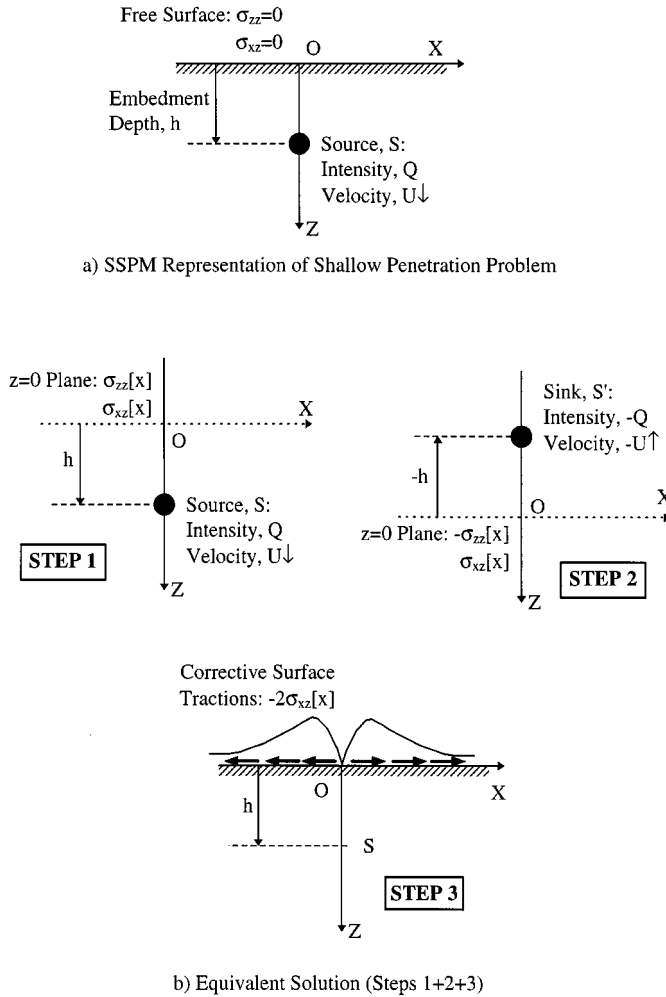 Free Surface: σzz=0
σxz=0
O
X
Embedment
Depth, h
Source, S:
Intensity, Q
Velocity, U↓
Z
a) SSPM Representation of Shallow Penetration Problem
z=0 Plane: σzz[x]
σxz[x]
X
O
h
Source, S:
Intensity, Q
Velocity, U↓
STEP 1
Z
Sink, S':
Intensity, -Q
Velocity, -U↑
-h
O
X
z=0 Plane: -σzz[x]
σxz[x]
STEP 2
Z
Corrective Surface
Tractions: -2σxz[x]
O
X
h
S
STEP 3
Z
b) Equivalent Solution (Steps 1+2+3)